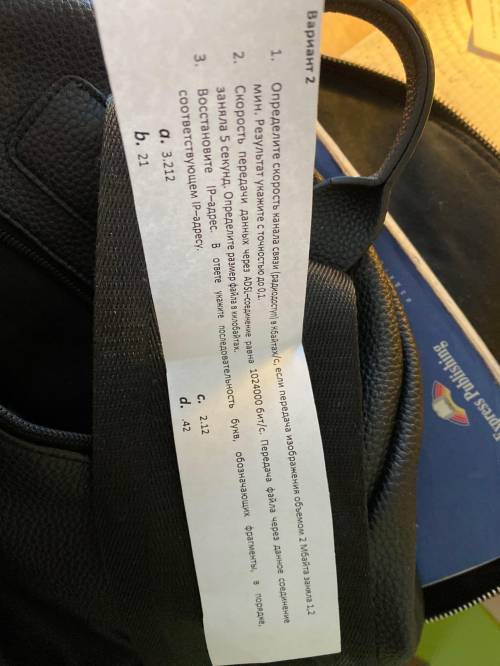 Вариант 2
1. Определите скорость канала связи (радиодоступ) в кбайтах/с, если передача изображения объемом 2 Мбайта заняла 1,2
мин. Результат укажите с точностью до 0,1.
2. Скорость передачи данных через ADSL-соединение равна 1024000 бит/с. Передача файла через данное соединение
заняла 5 секунд. Определите размер файла в килобайтах.
3. Восстановите IP-адрес. В ответе укажите последовательность букв, обозначающих фрагменты, в порядке,
соответствующем IP-адресу.
a. 3.212 c. 2.12
b. 21 d. .42
Express Publishing